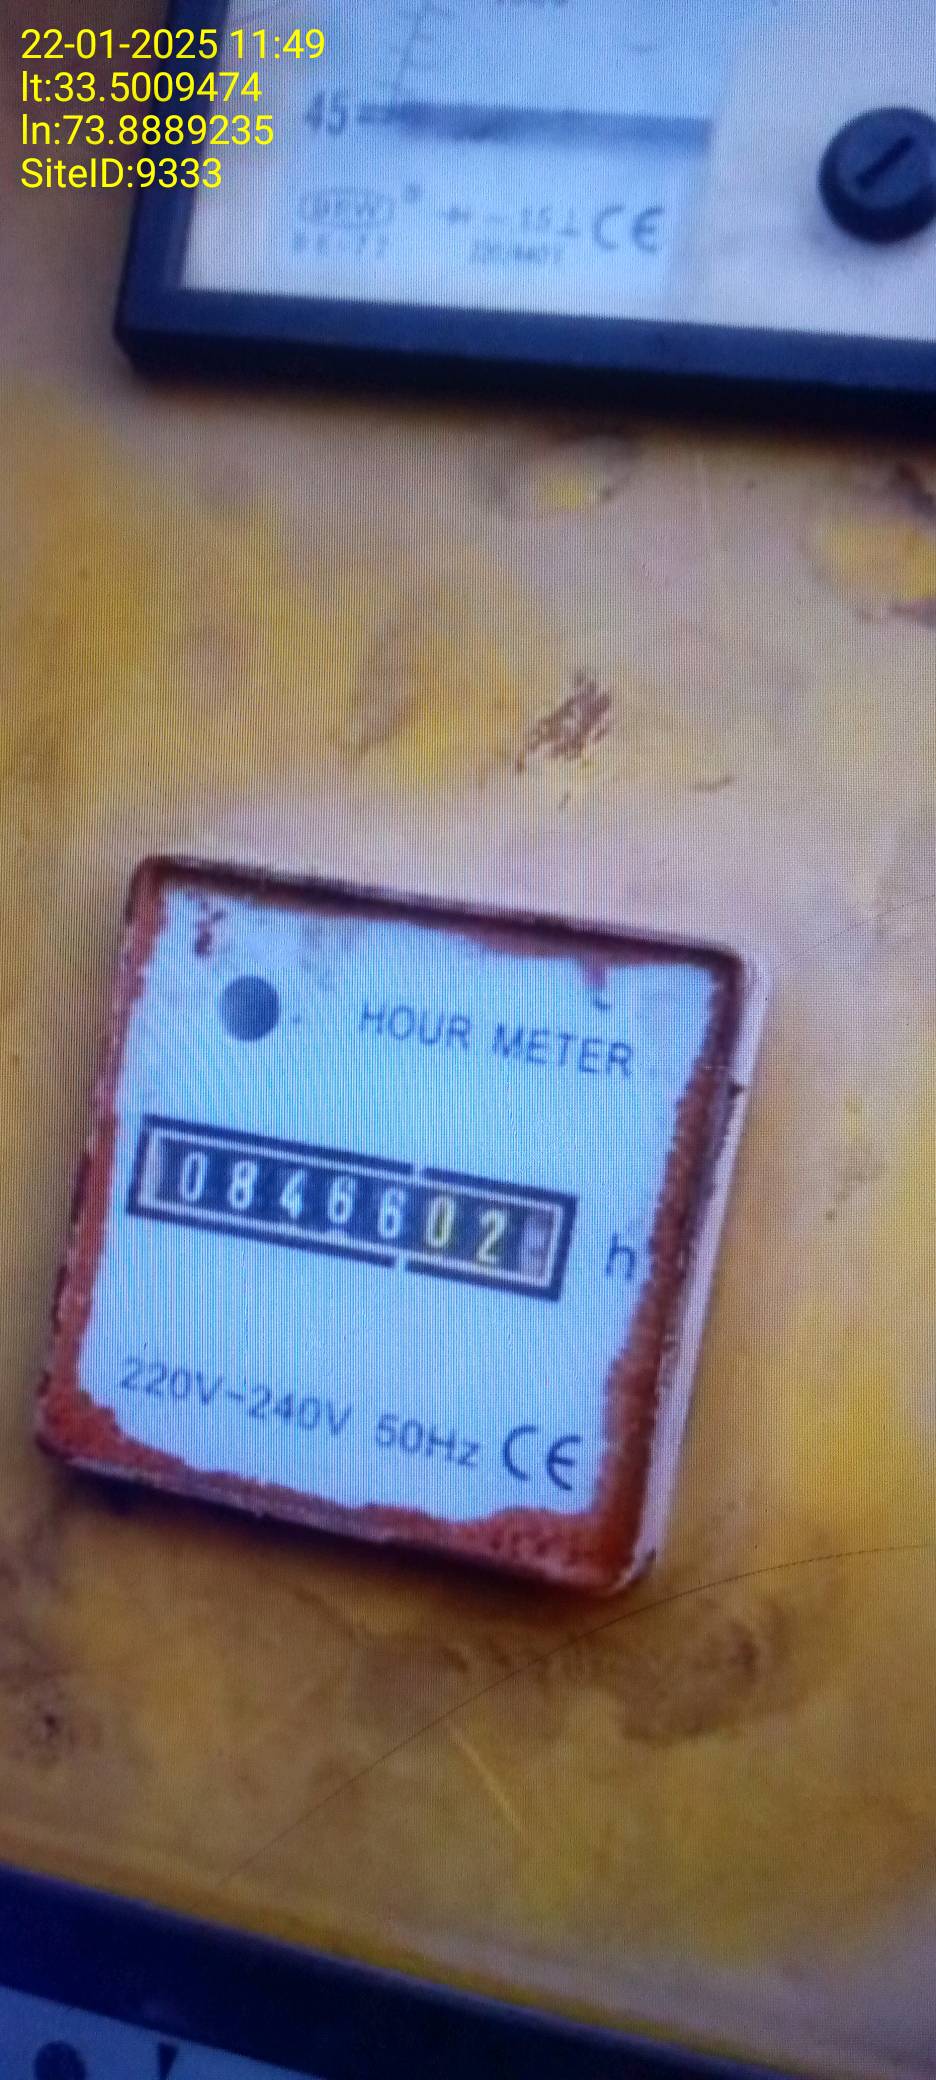 22-01-2025 11:49
lt:33.5009474
ln:73.8889235
SiteID:9333
45
BEW
CE
HOUR METER
0846602
h
220V-240V 50Hz CE